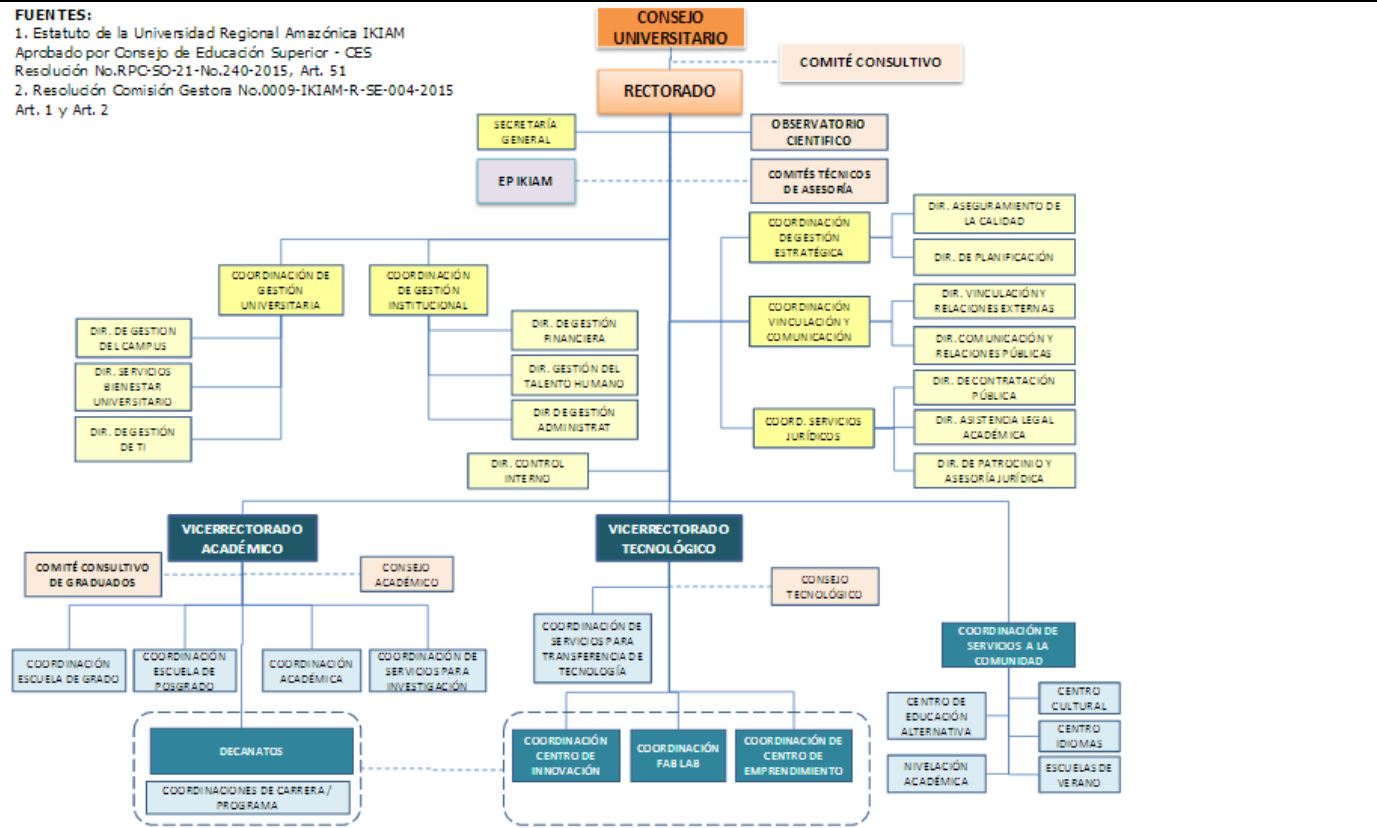 FUENTES:
1. Estatuto de la Universidad Regional Amazónica IKIAM
Aprobado por Consejo de Educación Superior - CES
Resolución No.RPC-SO-21-No.240-2015, Art. 51
2. Resolución Comisión Gestora No.0009-IKIAM-R-SE-004-2015
Art. 1 y Art. 2
CONSEJO
UNIVERSITARIO
COMITÉ CONSULTIVO
RECTORADO
SECRETARÍA
GENERAL
OBSERVATORIO
CIENTIFICO
EP IKIAM
COMITÉS TÉCNICOS
DE ASESORÍA
COORDINACIÓN DE
GESTIÓN
UNIVERSITARIA
DIR. DE GESTION
DEL CAMPUS
DIR. SERVICIOS
BIENESTAR
UNIVERSITARIO
DIR. DE GESTIÓN
DE TI
COORDINACIÓN
DE GESTIÓN
INSTITUCIONAL
DIR. DE GESTIÓN
FINANCIERA
DIR. GESTIÓN DEL
TALENTO HUMANO
DIR DE GESTIÓN
ADMINISTRAT
COORDINACIÓN
DE GESTIÓN
ESTRATÉGICA
DIR. ASEGURAMIENTO DE
LA CALIDAD
DIR. DE PLANIFICACIÓN
COORDINACIÓN
VINCULACIÓN Y
COMUNICACIÓN
DIR. VINCULACIÓN Y
RELACIONES EXTERNAS
DIR. COMUNICACIÓN Y
RELACIONES PÚBLICAS
COORD. SERVICIOS
JURÍDICOS
DIR. DE CONTRATACIÓN
PÚBLICA
DIR. ASISTENCIA LEGAL
ACADÉMICA
DIR. DE PATROCINIO Y
ASESORÍA JURÍDICA
DIR. CONTROL
INTERNO
VICERRECTORADO
ACADÉMICO
COMITÉ CONSULTIVO
DE GRADUADOS
CONSEJO
ACADÉMICO
COORDINACIÓN
ESCUELA DE GRADO
COORDINACIÓN
ESCUELA DE
POSGRADO
COORDINACIÓN
ACADÉMICA
COORDINACIÓN DE
SERVICIOS PARA
INVESTIGACIÓN
DECANATOS
COORDINACIONES DE CARRERA /
PROGRAMA
VICERRECTORADO
TECNOLÓGICO
CONSEJO
TECNOLÓGICO
COORDINACIÓN DE
SERVICIOS PARA
TRANSFERENCIA DE
TECNOLOGÍA
COORDINACIÓN
CENTRO DE
INNOVACIÓN
COORDINACIÓN
FAB LAB
COORDINACIÓN DE
CENTRO DE
EMPRENDIMIENTO
COORDINACIÓN DE
SERVICIOS A LA
COMUNIDAD
CENTRO DE
EDUCACIÓN
ALTERNATIVA
CENTRO
CULTURAL
CENTRO
IDIOMAS
NIVELACIÓN
ACADÉMICA
ESCUELAS DE
VERANO